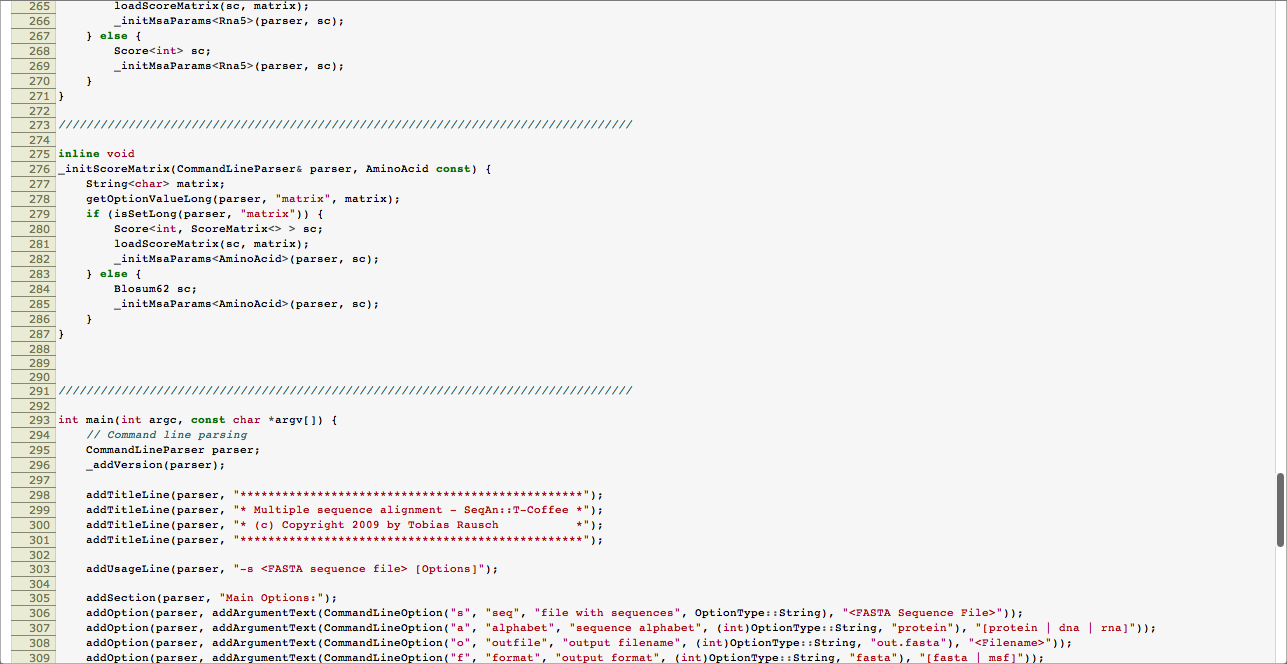 265         loadScoreMatrix(sc, matrix);
266         _initMsaParams<Rna5>(parser, sc);
267     } else {
268         Score<int> sc;
269         _initMsaParams<Rna5>(parser, sc);
270     }
271 }
272
273 //////////////////////////////////////////////////////////////////////////////////
274
275 inline void
276 _initScoreMatrix(CommandLineParser& parser, AminoAcid const) {
277     String<char> matrix;
278     getOptionValueLong(parser, "matrix", matrix);
279     if (isSetLong(parser, "matrix")) {
280         Score<int, ScoreMatrix<> > sc;
281         loadScoreMatrix(sc, matrix);
282         _initMsaParams<AminoAcid>(parser, sc);
283     } else {
284         Blosum62 sc;
285         _initMsaParams<AminoAcid>(parser, sc);
286     }
287 }
288
289
290
291 //////////////////////////////////////////////////////////////////////////////////
292
293 int main(int argc, const char *argv[]) {
294     // Command line parsing
295     CommandLineParser parser;
296     _addVersion(parser);
297
298     addTitleLine(parser, "*************************************************");
299     addTitleLine(parser, "* Multiple sequence alignment - SeqAn::T-Coffee *");
300     addTitleLine(parser, "* (c) Copyright 2009 by Tobias Rausch           *");
301     addTitleLine(parser, "*************************************************");
302
303     addUsageLine(parser, "-s <FASTA sequence file> [Options]");
304
305     addSection(parser, "Main Options:");
306     addOption(parser, addArgumentText(CommandLineOption("s", "seq", "file with sequences", OptionType::String), "<FASTA Sequence File>"));
307     addOption(parser, addArgumentText(CommandLineOption("a", "alphabet", "sequence alphabet", (int)OptionType::String, "protein"), "[protein | dna | rna]"));
308     addOption(parser, addArgumentText(CommandLineOption("o", "outfile", "output filename", (int)OptionType::String, "out.fasta"), "<Filename>"));
309     addOption(parser, addArgumentText(CommandLineOption("f", "format", "output format", (int)OptionType::String, "fasta"), "[fasta | msf]"));